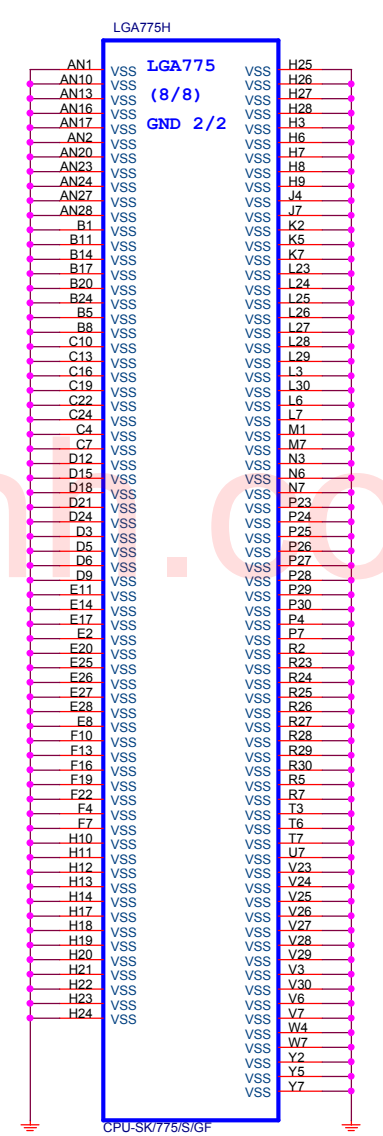 LGA775H
AN1 VSS LGA775 VSS H25
AN10 VSS VSS H26
AN13 VSS (8/8) VSS H27
AN16 VSS VSS H28
AN17 VSS GND 2/2 VSS H3
AN2 VSS VSS H6
AN20 VSS VSS H7
AN23 VSS VSS H8
AN24 VSS VSS H9
AN27 VSS VSS J4
AN28 VSS VSS J7
B1 VSS VSS K2
B11 VSS VSS K5
B14 VSS VSS K7
B17 VSS VSS L23
B20 VSS VSS L24
B24 VSS VSS L25
B5 VSS VSS L26
B8 VSS VSS L27
C10 VSS VSS L28
C13 VSS VSS L29
C16 VSS VSS L3
C19 VSS VSS L30
C22 VSS VSS L6
C24 VSS VSS L7
C4 VSS VSS M1
C7 VSS VSS M7
D12 VSS VSS N3
D15 VSS VSS N6
D18 VSS VSS N7
D21 VSS VSS P23
D24 VSS VSS P24
D3 VSS VSS P25
D5 VSS VSS P26
D6 VSS VSS P27
D9 VSS VSS P28
E11 VSS VSS P29
E14 VSS VSS P30
E17 VSS VSS P4
E2 VSS VSS P7
E20 VSS VSS R2
E25 VSS VSS R23
E26 VSS VSS R24
E27 VSS VSS R25
E28 VSS VSS R26
E8 VSS VSS R27
F10 VSS VSS R28
F13 VSS VSS R29
F16 VSS VSS R30
F19 VSS VSS R5
F22 VSS VSS R7
F4 VSS VSS T3
F7 VSS VSS T6
H10 VSS VSS T7
H11 VSS VSS U7
H12 VSS VSS V23
H13 VSS VSS V24
H14 VSS VSS V25
H17 VSS VSS V26
H18 VSS VSS V27
H19 VSS VSS V28
H20 VSS VSS V29
H21 VSS VSS V3
H22 VSS VSS V30
H23 VSS VSS V6
H24 VSS VSS V7
VSS W4
VSS W7
VSS Y2
VSS Y5
VSS Y7
CPU-SK/775/S/GF